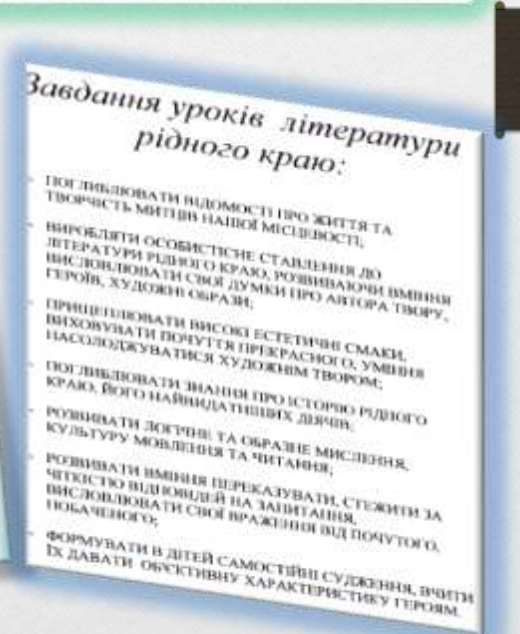 Завдання уроків літератури
рідного краю:
ПОГЛИБЛЮВАТИ ВІДОМОСТІ ПРО ЖИТТЯ ТА
ТВОРЧІСТЬ МИТЦІВ НАШОЇ МІСЦЕВОСТІ;
ВИРОБЛЯТИ ОСОБИСТІСНЕ СТАВЛЕННЯ ДО
ЛІТЕРАТУРИ РІДНОГО КРАЮ, РОЗВИВАЮЧИ ВМІННЯ
ВИСЛОВЛЮВАТИ СВОЇ ДУМКИ ПРО АВТОРА ТВОРУ,
ГЕРОЇВ, ХУДОЖНІ ОБРАЗИ;
ПРИЩЕПЛЮВАТИ ВИСОКІ ЕСТЕТИЧНІ СМАКИ,
ВИХОВУВАТИ ПОЧУТТЯ ПРЕКРАСНОГО, УМІННЯ
НАСОЛОДЖУВАТИСЯ ХУДОЖНІМ ТВОРОМ;
ПОГЛИБЛЮВАТИ ЗНАННЯ ПРО ІСТОРІЮ РІДНОГО
КРАЮ, ЙОГО НАЙВИДАТНІШИХ ДІЯЧІВ;
РОЗВИВАТИ ЛОГІЧНЕ ТА ОБРАЗНЕ МИСЛЕННЯ,
КУЛЬТУРУ МОВЛЕННЯ ТА ЧИТАННЯ;
РОЗВИВАТИ ВМІННЯ ПЕРЕКАЗУВАТИ, СТЕЖИТИ ЗА
ЧІТКІСТЮ ВІДПОВІДЕЙ НА ЗАПИТАННЯ,
ВИСЛОВЛЮВАТИ СВОЇ ВРАЖЕННЯ ВІД ПОЧУТОГО,
ПОБАЧЕНОГО;
ФОРМУВАТИ В ДІТЕЙ САМОСТІЙНІ СУДЖЕННЯ, ВЧИТИ
ЇХ ДАВАТИ ОБ'ЄКТИВНУ ХАРАКТЕРИСТИКУ ГЕРОЯМ.